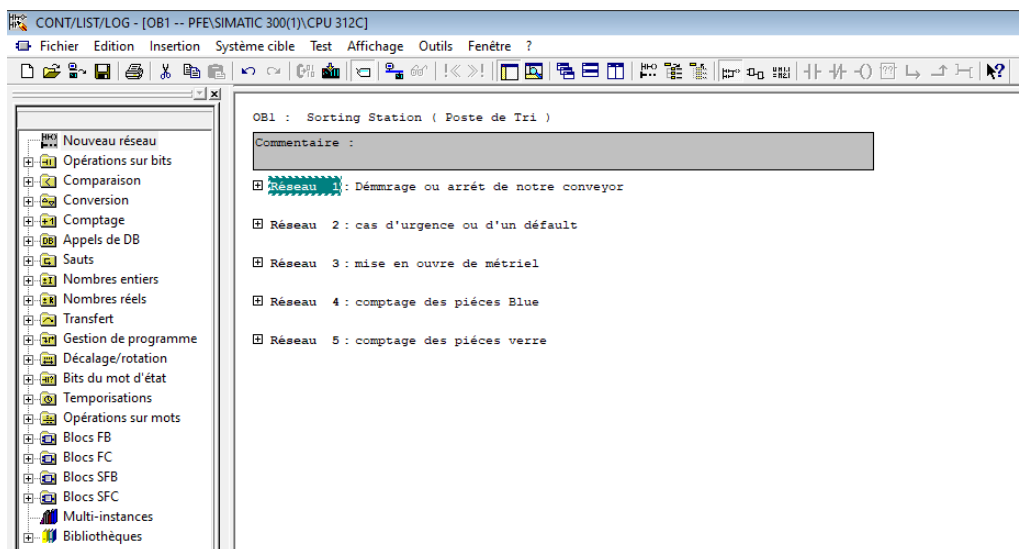 CONT/LIST/LOG - [OB1 -- PFE\SIMATIC 300(1)\CPU 312C]
Fichier Edition Insertion Système cible Test Affichage Outils Fenêtre ?
Nouveau réseau
Opérations sur bits
Comparaison
Conversion
Comptage
Appels de DB
Sauts
Nombres entiers
Nombres réels
Transfert
Gestion de programme
Décalage/rotation
Bits du mot d'état
Temporisations
Opérations sur mots
Blocs FB
Blocs FC
Blocs SFB
Blocs SFC
Multi-instances
Bibliothèques
OB1 : Sorting Station ( Poste de Tri )
Commentaire :
Réseau 1 : Démmrage ou arrét de notre conveyor
Réseau 2 : cas d'urgence ou d'un défault
Réseau 3 : mise en ouvre de métriel
Réseau 4 : comptage des piéces Blue
Réseau 5 : comptage des piéces verre